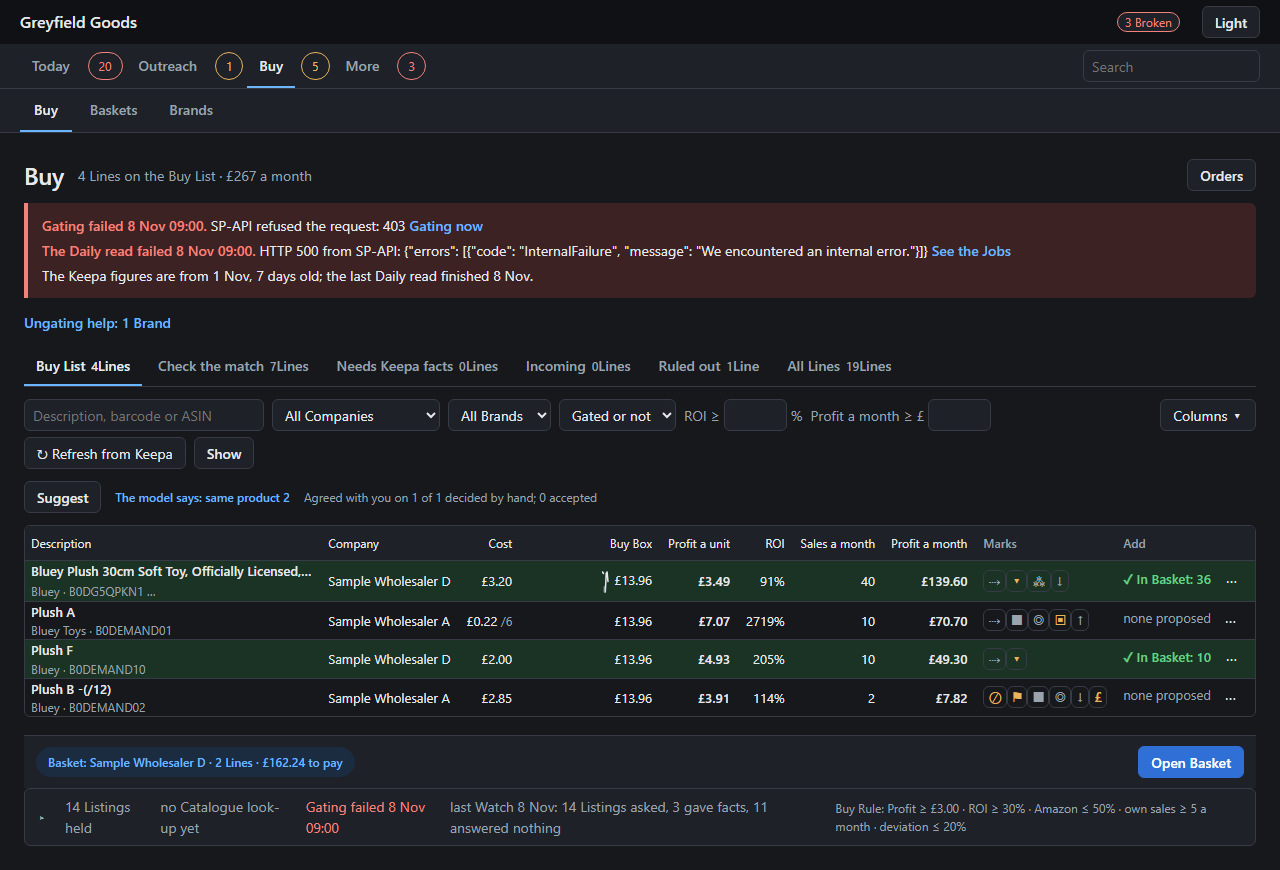 Greyfield Goods
3 Broken
Light
Today 20 Outreach 1 Buy 5 More 3
Search
Buy Baskets Brands
Buy 4 Lines on the Buy List · £267 a month
Orders
Gating failed 8 Nov 09:00. SP-API refused the request: 403 Gating now
The Daily read failed 8 Nov 09:00. HTTP 500 from SP-API: {"errors": [{"code": "InternalFailure", "message": "We encountered an internal error."}]} See the Jobs
The Keepa figures are from 1 Nov, 7 days old; the last Daily read finished 8 Nov.
Ungating help: 1 Brand
Buy List 4Lines Check the match 7Lines Needs Keepa facts 0Lines Incoming 0Lines Ruled out 1Line All Lines 19Lines
Description, barcode or ASIN All Companies All Brands Gated or not ROI ≥ % Profit a month ≥ £ Columns ▾
↻ Refresh from Keepa Show
Suggest The model says: same product 2 Agreed with you on 1 of 1 decided by hand; 0 accepted
Description Company Cost Buy Box Profit a unit ROI Sales a month Profit a month Marks Add
Bluey Plush 30cm Soft Toy, Officially Licensed,...
Bluey · B0DG5QPKN1 ...
Sample Wholesaler D £3.20 £13.96 £3.49 91% 40 £139.60 ✓ In Basket: 36 ...
Plush A
Bluey Toys · B0DEMAND01
Sample Wholesaler A £0.22 /6 £13.96 £7.07 2719% 10 £70.70 none proposed ...
Plush F
Bluey · B0DEMAND10
Sample Wholesaler D £2.00 £13.96 £4.93 205% 10 £49.30 ✓ In Basket: 10 ...
Plush B -(/12)
Bluey · B0DEMAND02
Sample Wholesaler A £2.85 £13.96 £3.91 114% 2 £7.82 £ none proposed ...
Basket: Sample Wholesaler D · 2 Lines · £162.24 to pay
Open Basket
14 Listings held
no Catalogue look-up yet
Gating failed 8 Nov 09:00
last Watch 8 Nov: 14 Listings asked, 3 gave facts, 11 answered nothing
Buy Rule: Profit ≥ £3.00 · ROI ≥ 30% · Amazon ≤ 50% · own sales ≥ 5 a month · deviation ≤ 20%